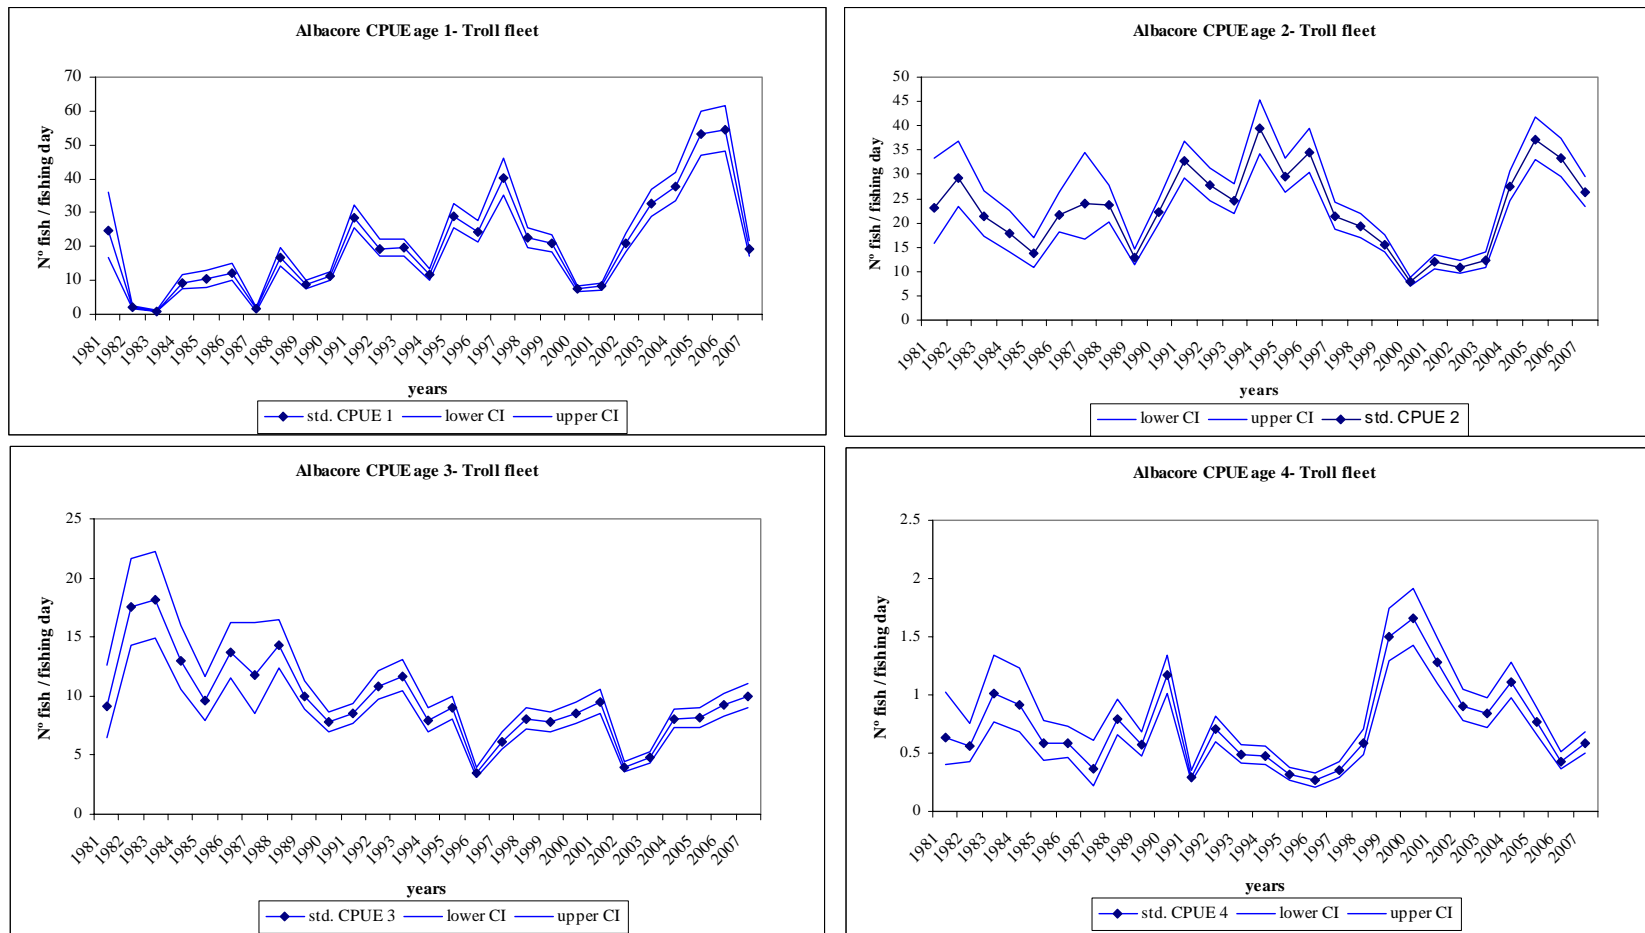 Albacore CPUE age 1- Troll fleet
Nº fish / fishing day
70
60
50
40
30
20
10
0
1981 1982 1983 1984 1985 1986 1987 1988 1989 1990 1991 1992 1993 1994 1995 1996 1997 1998 1999 2000 2001 2002 2003 2004 2005 2006 2007
years
std. CPUE 1 lower CI upper CI
Albacore CPUE age 2- Troll fleet
Nº fish / fishing day
50
45
40
35
30
25
20
15
10
5
0
1981 1982 1983 1984 1985 1986 1987 1988 1989 1990 1991 1992 1993 1994 1995 1996 1997 1998 1999 2000 2001 2002 2003 2004 2005 2006 2007
years
lower CI upper CI std. CPUE 2
Albacore CPUE age 3- Troll fleet
Nº fish / fishing day
25
20
15
10
5
0
1981 1982 1983 1984 1985 1986 1987 1988 1989 1990 1991 1992 1993 1994 1995 1996 1997 1998 1999 2000 2001 2002 2003 2004 2005 2006 2007
years
std. CPUE 3 lower CI upper CI
Albacore CPUE age 4- Troll fleet
Nº fish / fishing day
2.5
2
1.5
1
0.5
0
1981 1982 1983 1984 1985 1986 1987 1988 1989 1990 1991 1992 1993 1994 1995 1996 1997 1998 1999 2000 2001 2002 2003 2004 2005 2006 2007
years
std. CPUE 4 lower CI upper CI